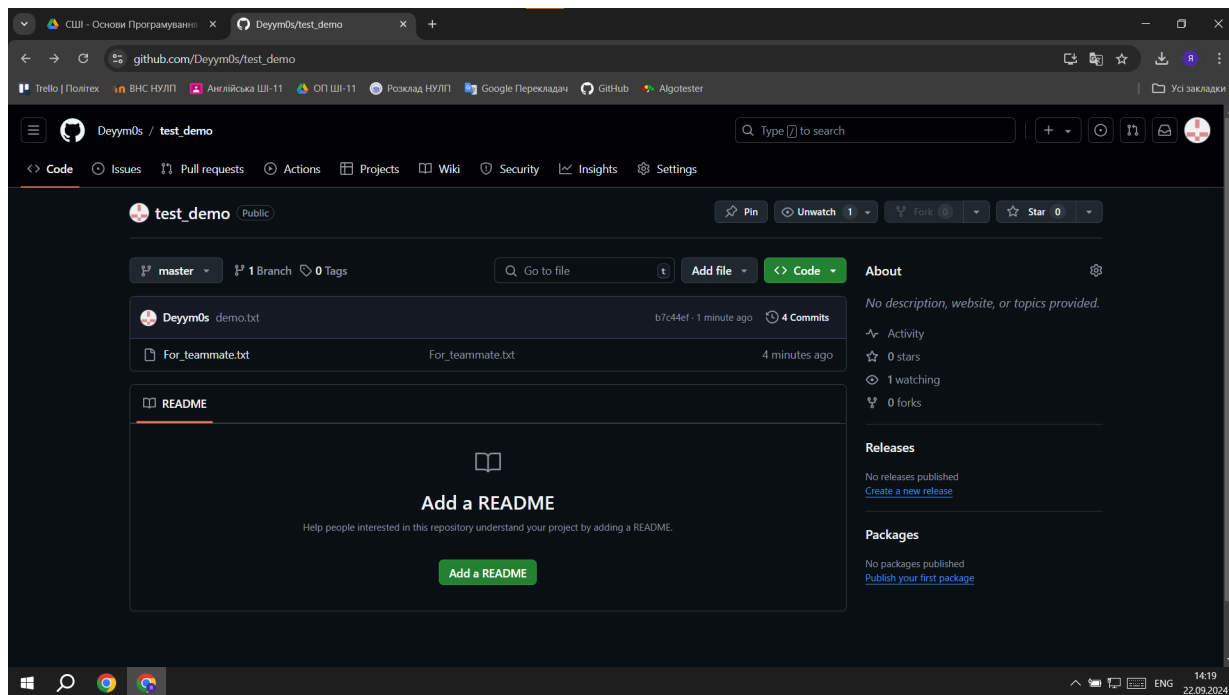 СШІ - Основи Програмування
Deyym0s/test_demo
github.com/Deyym0s/test_demo
Я
Trello | Політех
ВНС НУЛП
Англійська ШІ-11
ОП ШІ-11
Розклад НУЛП
Google Перекладач
GitHub
Algotester
Усі закладки
Deyym0s / test_demo
Type / to search
Code
Issues
Pull requests
Actions
Projects
Wiki
Security
Insights
Settings
test_demo Public
Pin
Unwatch 1
Fork 0
Star 0
master
1 Branch
0 Tags
Go to file t
Add file
Code
Deyym0s demo.txt
b7c44ef · 1 minute ago
4 Commits
For_teammate.txt
For_teammate.txt
4 minutes ago
README
Add a README
Help people interested in this repository understand your project by adding a README.
Add a README
About
No description, website, or topics provided.
Activity
0 stars
1 watching
0 forks
Releases
No releases published
Create a new release
Packages
No packages published
Publish your first package
ENG
14:19
22.09.2024